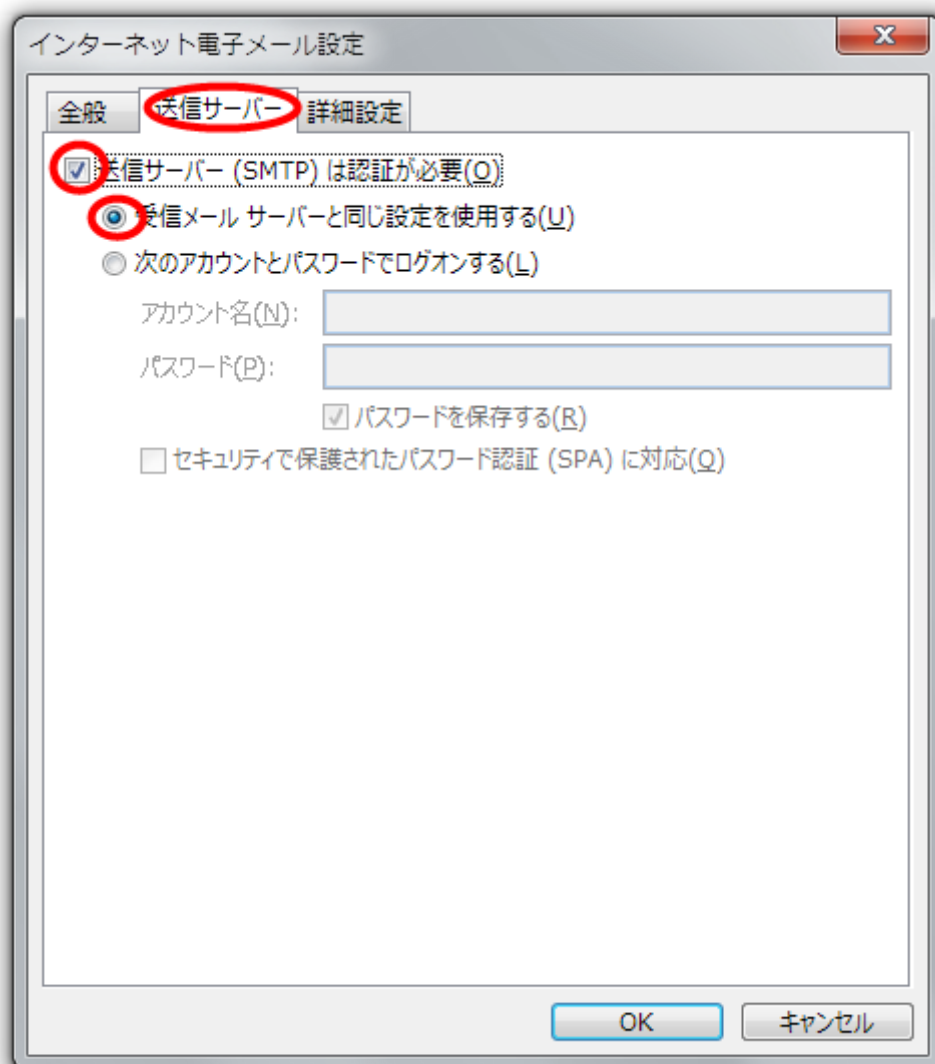 インターネット電子メール設定
全般 送信サーバー 詳細設定
送信サーバー (SMTP) は認証が必要(O)
受信メール サーバーと同じ設定を使用する(U)
次のアカウントとパスワードでログオンする(L)
アカウント名(N):
パスワード(P):
パスワードを保存する(R)
セキュリティで保護されたパスワード認証 (SPA) に対応(Q)
OK キャンセル